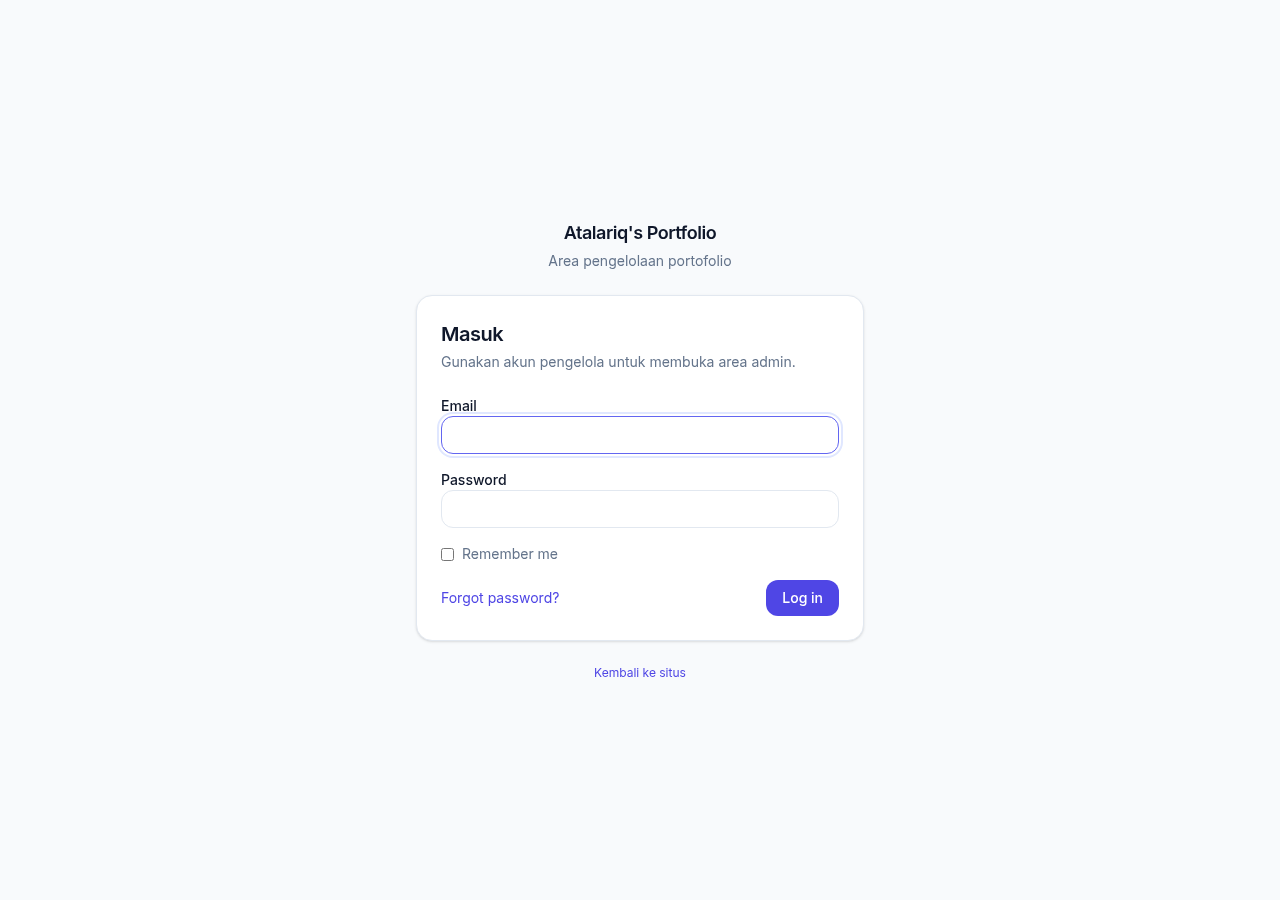 Atalariq's Portfolio
Area pengelolaan portofolio
Masuk
Gunakan akun pengelola untuk membuka area admin.
Email
Password
Remember me
Forgot password?
Log in
Kembali ke situs